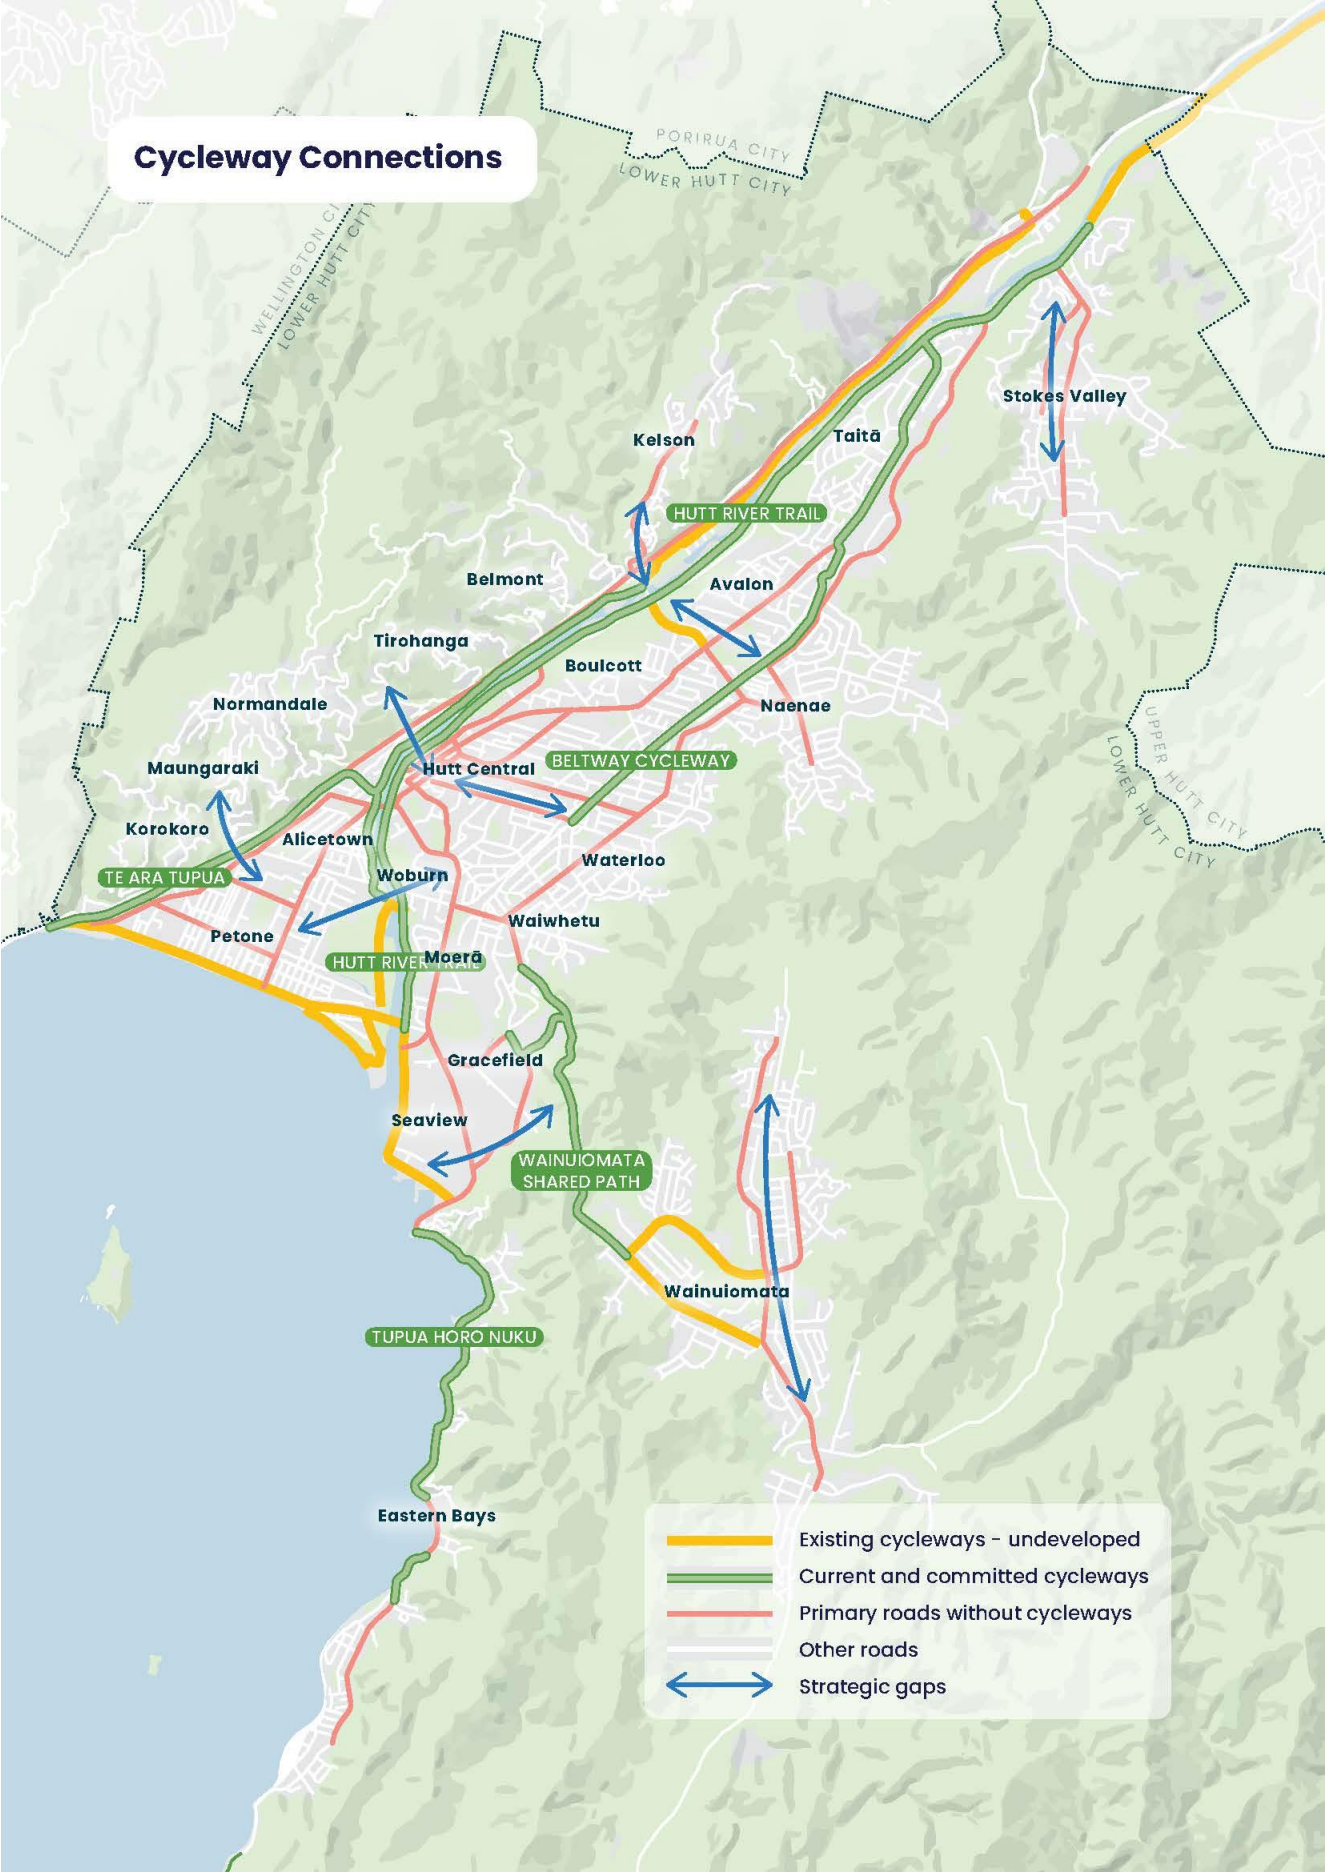 Cycleway Connections
PORIRUA CITY
LOWER HUTT CITY
LOWER HUTT CITY
Stokes Valley
Kelson
Taitā
HUTT RIVER TRAIL
Belmont
Avalon
Tirohanga
Boulcott
Normandale
Naenae
UPPER HUTT CITY
LOWER HUTT CITY
Maungaraki
Hutt Central
BELTWAY CYCLEWAY
Korokoro
Alicetown
Waterloo
TE ARA TUPUA
Woburn
Waiwhetu
Petone
HUTT RIVER TRAIL
Moerā
Gracefield
Seaview
WAINUIOMATA
SHARED PATH
Wainuiomata
TUPUA HORO NUKU
Eastern Bays
Existing cycleways - undeveloped
Current and committed cycleways
Primary roads without cycleways
Other roads
Strategic gaps